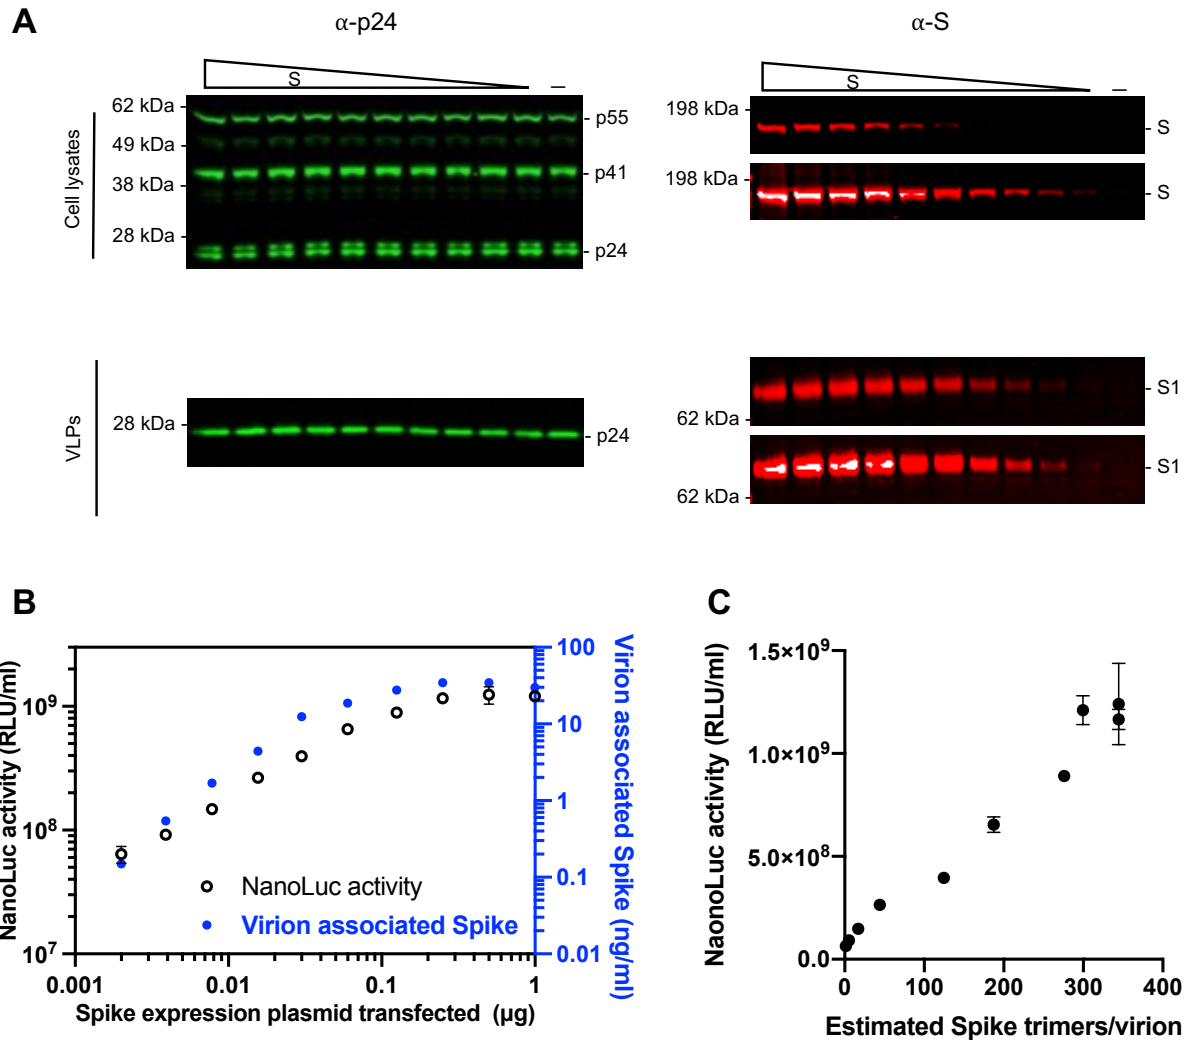 A
α-p24
α-S
S
–
S
–
62 kDa
49 kDa
38 kDa
28 kDa
p55
p41
p24
Cell lysates
198 kDa
S
198 kDa
S
VLPs
28 kDa
p24
S1
62 kDa
S1
62 kDa
B
NanoLuc activity (RLU/ml)
10⁹
10⁸
10⁷
0.001
0.01
0.1
1
Spike expression plasmid transfected (µg)
NanoLuc activity
Virion associated Spike
100
10
1
0.1
0.01
Virion associated Spike (ng/ml)
C
NaonoLuc activity (RLU/ml)
1.5×10⁹
1.0×10⁹
5.0×10⁸
0.0
0
100
200
300
400
Estimated Spike trimers/virion